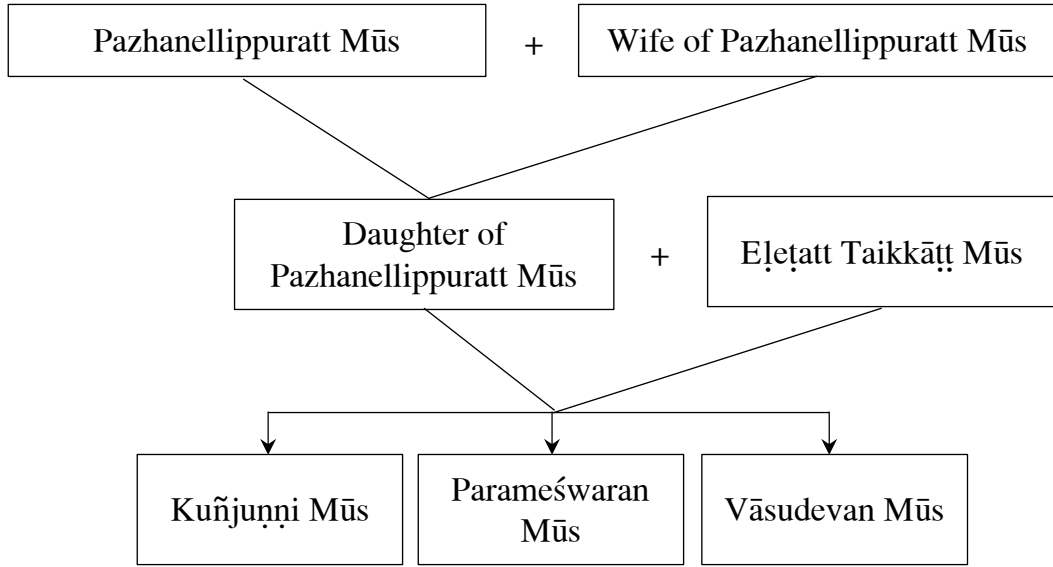 Pazhanellippuratt Mūs + Wife of Pazhanellippuratt Mūs
Daughter of
Pazhanellippuratt Mūs + Eḷeṭatt Taikkāṭṭ Mūs
Kuñjuṇṇi Mūs
Parameśwaran
Mūs
Vāsudevan Mūs